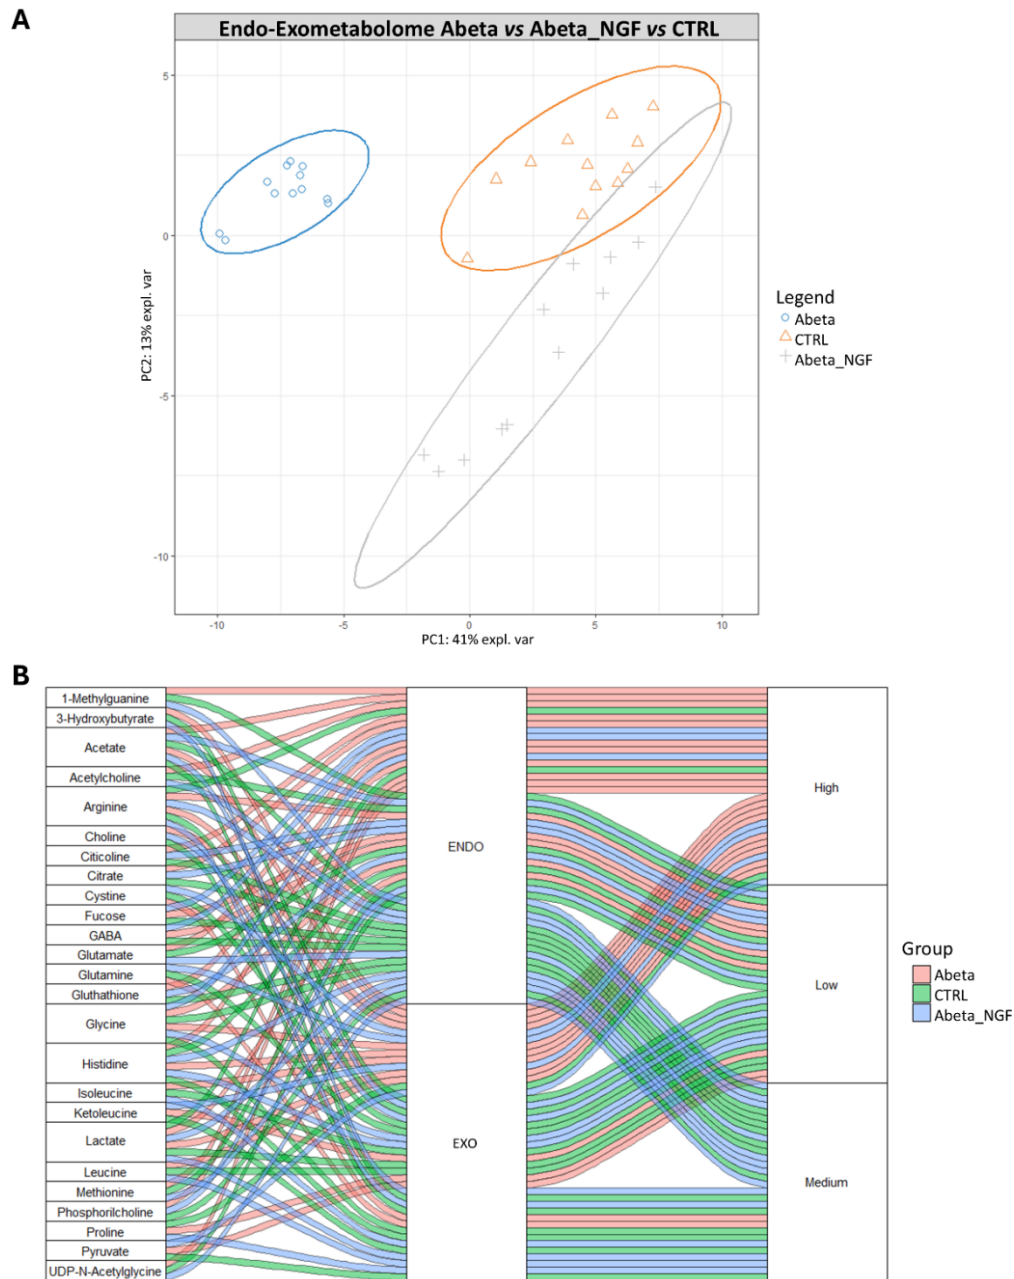 A
Endo-Exometabolome Abeta vs Abeta_NGF vs CTRL
5
0
-5
-10
PC2: 13% expl. var
-10
-5
0
5
10
PC1: 41% expl. var
Legend
Abeta
CTRL
Abeta_NGF
B
1-Methylguanine
3-Hydroxybutyrate
Acetate
Acetylcholine
Arginine
Choline
Citicoline
Citrate
Cystine
Fucose
GABA
Glutamate
Glutamine
Gluthathione
Glycine
Histidine
Isoleucine
Ketoleucine
Lactate
Leucine
Methionine
Phosphorilcholine
Proline
Pyruvate
UDP-N-Acetylglycine
ENDO
EXO
High
Low
Medium
Group
Abeta
CTRL
Abeta_NGF